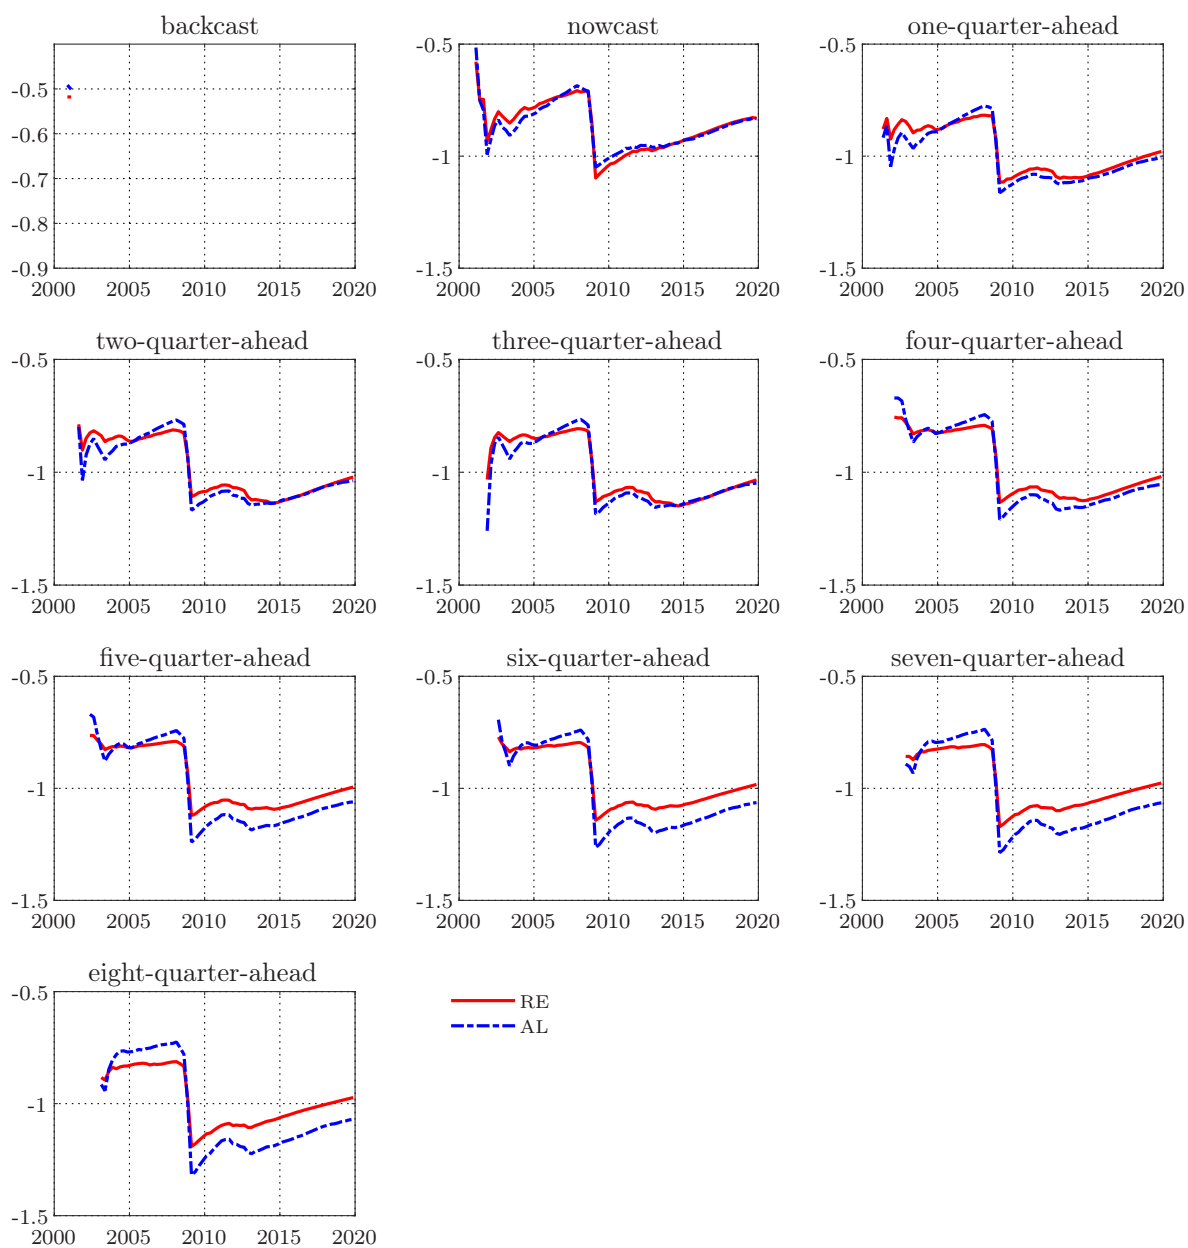 backcast nowcast one-quarter-ahead
-0.5 -0.5
-0.5
-0.6
-0.7 -1 -1
-0.8
-0.9 -1.5 -1.5
2000 2005 2010 2015 2020 2000 2005 2010 2015 2020 2000 2005 2010 2015 2020
two-quarter-ahead three-quarter-ahead four-quarter-ahead
-0.5 -0.5 -0.5
-1 -1 -1
-1.5 -1.5 -1.5
2000 2005 2010 2015 2020 2000 2005 2010 2015 2020 2000 2005 2010 2015 2020
five-quarter-ahead six-quarter-ahead seven-quarter-ahead
-0.5 -0.5 -0.5
-1 -1 -1
-1.5 -1.5 -1.5
2000 2005 2010 2015 2020 2000 2005 2010 2015 2020 2000 2005 2010 2015 2020
eight-quarter-ahead
-0.5
RE
AL
-1
-1.5
2000 2005 2010 2015 2020